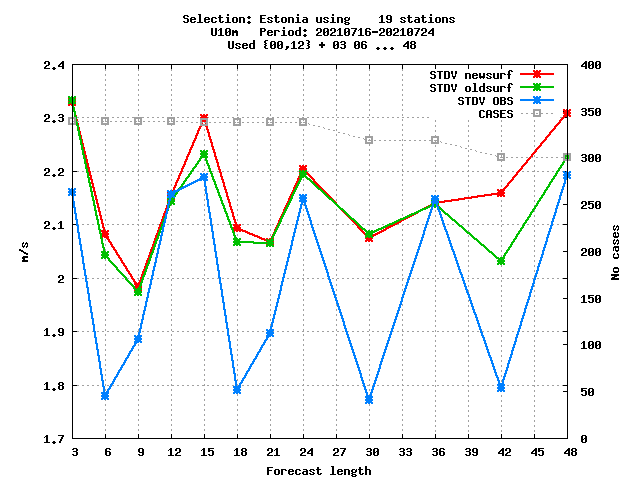 Selection: Estonia using    19 stations
U10m   Period: 20210716-20210724
Used {00,12} + 03 06 ... 48
STDV newsurf
STDV oldsurf
STDV OBS
CASES
2.4
2.3
2.2
2.1
2
1.9
1.8
1.7
m/s
400
350
300
250
200
150
100
50
0
No cases
3 6 9 12 15 18 21 24 27 30 33 36 39 42 45 48
Forecast length